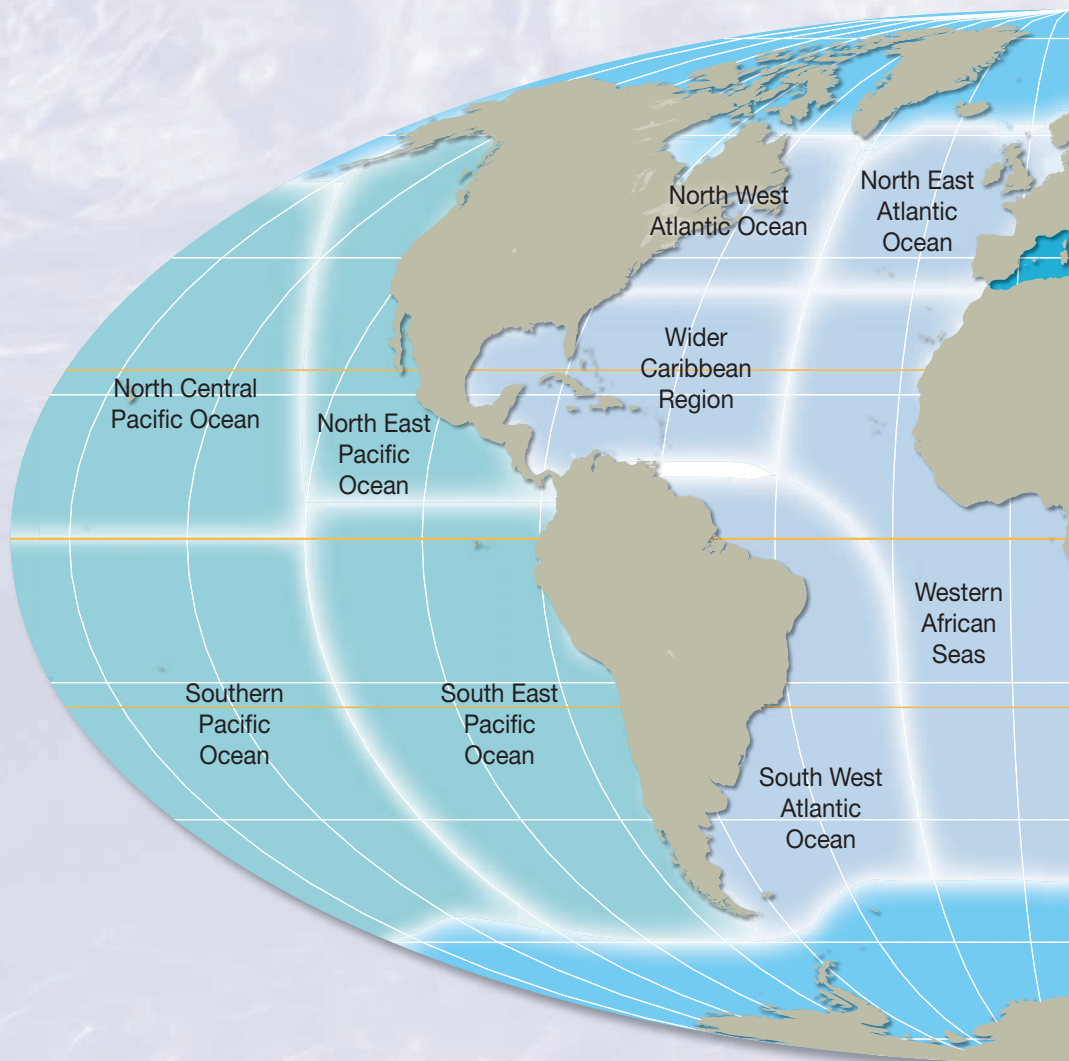 North West
Atlantic Ocean
North East
Atlantic
Ocean
Wider
Caribbean
Region
North Central
Pacific Ocean
North East
Pacific
Ocean
Western
African
Seas
Southern
Pacific
Ocean
South East
Pacific
Ocean
South West
Atlantic
Ocean